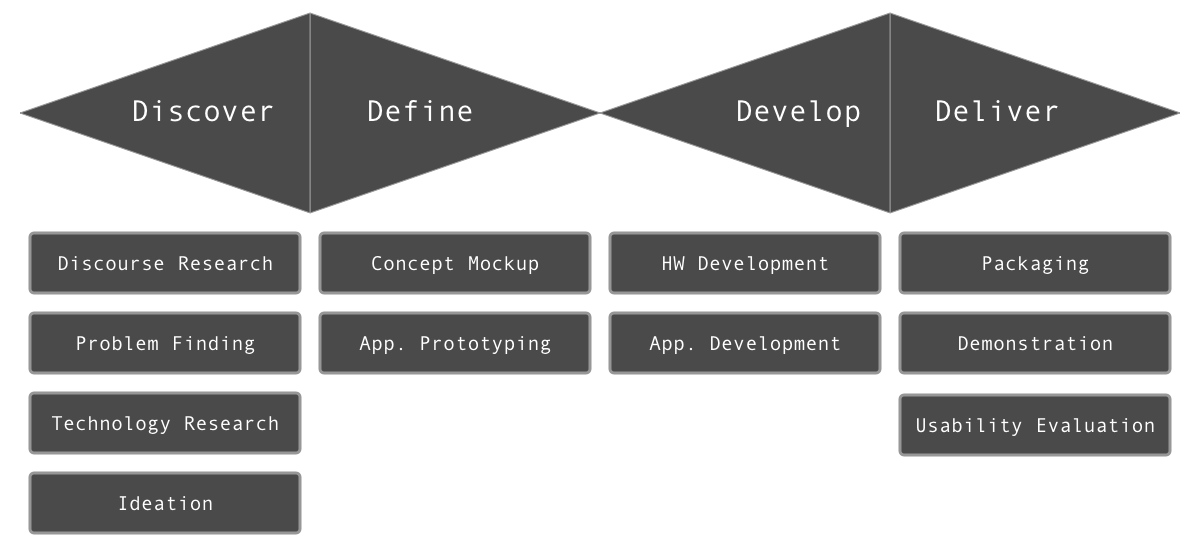 Discover
Define
Develop
Deliver
Discourse Research
Concept Mockup
HW Development
Packaging
Problem Finding
App. Prototyping
App. Development
Demonstration
Technology Research
Usability Evaluation
Ideation